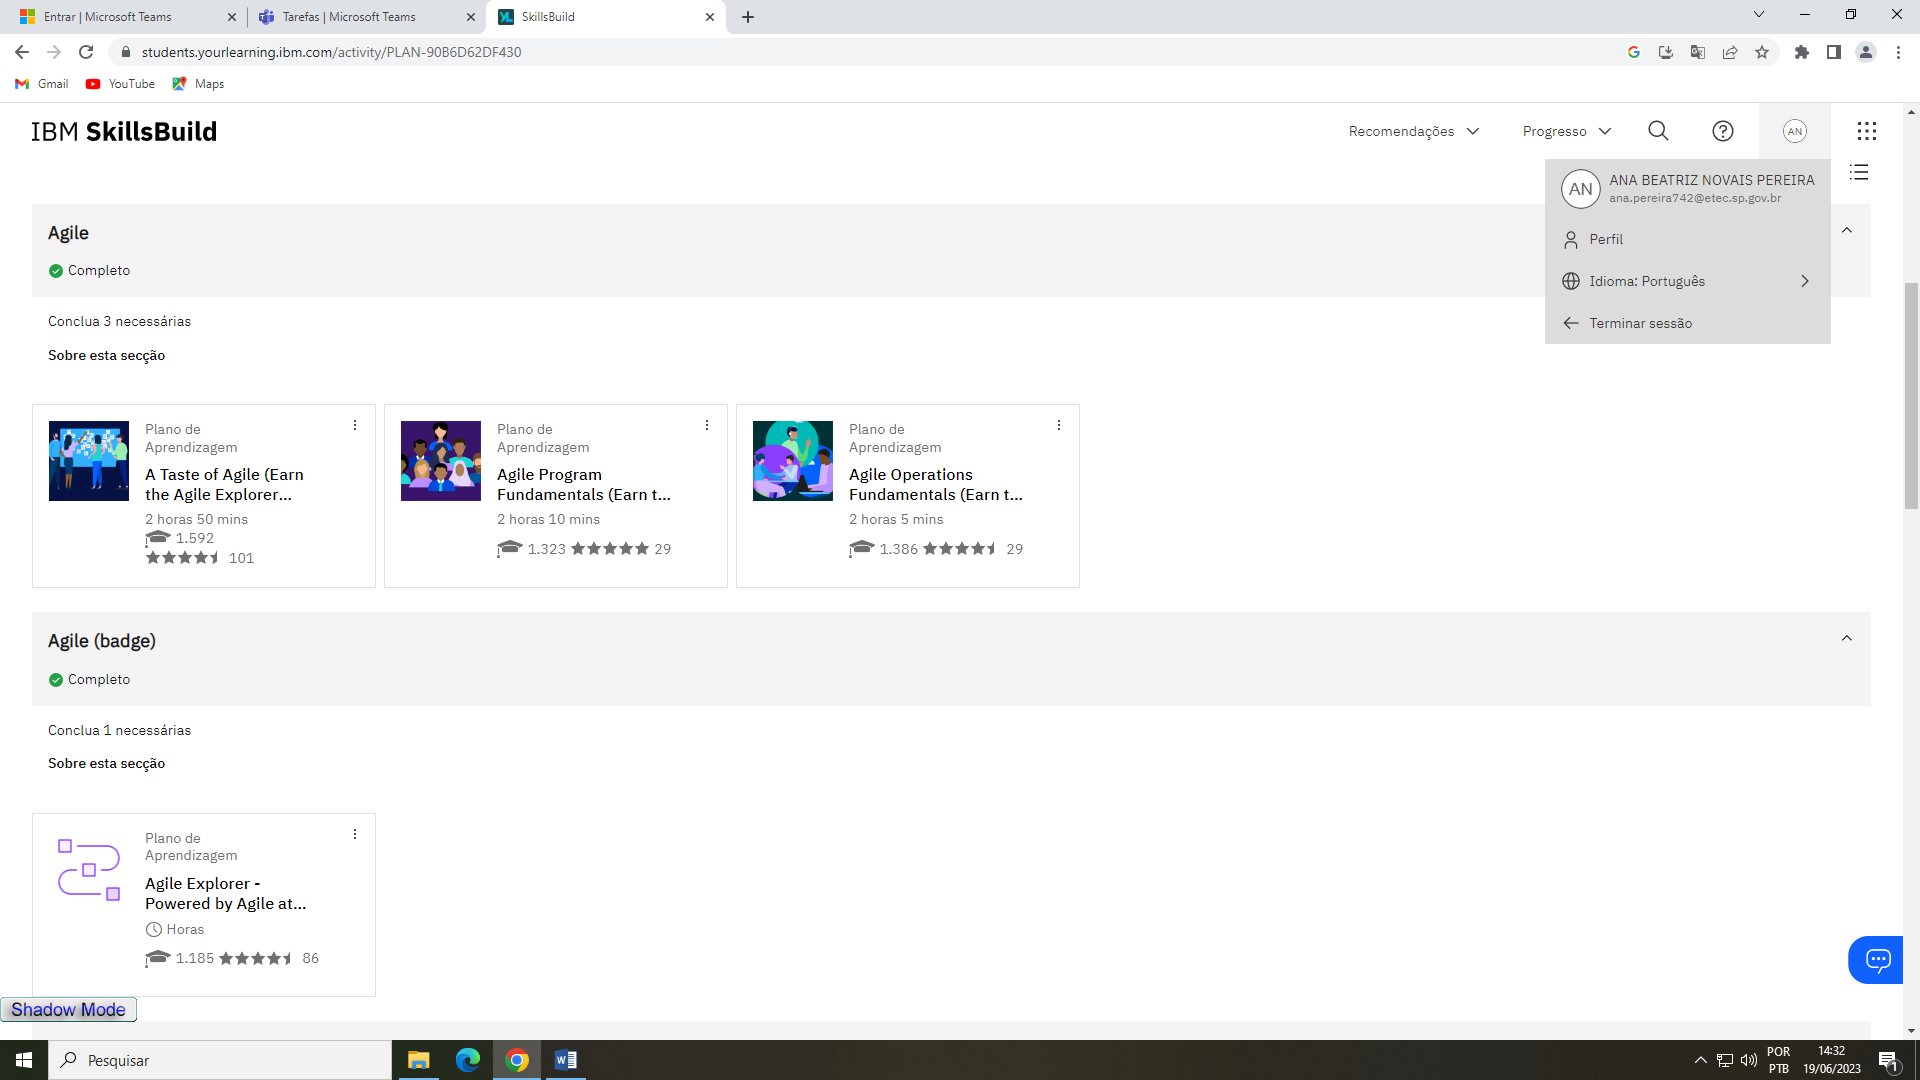 Entrar | Microsoft Teams
Tarefas | Microsoft Teams
SkillsBuild
students.yourlearning.ibm.com/activity/PLAN-90B6D62DF430
Gmail
YouTube
Maps
IBM SkillsBuild
Recomendações
Progresso
AN
AN
ANA BEATRIZ NOVAIS PEREIRA
ana.pereira742@etec.sp.gov.br
Perfil
Idioma: Português
Terminar sessão
Agile
Completo
Conclua 3 necessárias
Sobre esta secção
Plano de
Aprendizagem
A Taste of Agile (Earn
the Agile Explorer...
2 horas 50 mins
1.592
101
Plano de
Aprendizagem
Agile Program
Fundamentals (Earn t...
2 horas 10 mins
1.323 29
Plano de
Aprendizagem
Agile Operations
Fundamentals (Earn t...
2 horas 5 mins
1.386 29
Agile (badge)
Completo
Conclua 1 necessárias
Sobre esta secção
Plano de
Aprendizagem
Agile Explorer -
Powered by Agile at...
Horas
1.185 86
Shadow Mode
Pesquisar
POR
PTB
14:32
19/06/2023
1